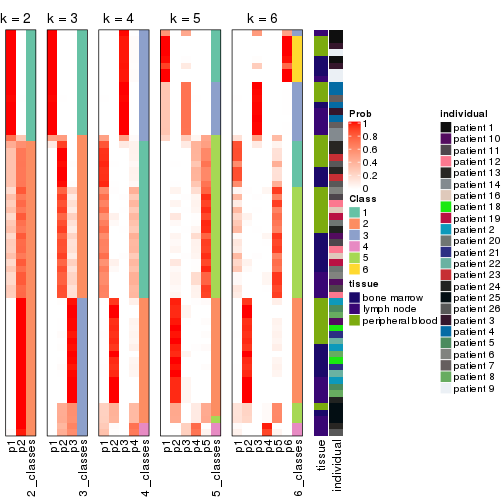 k = 2
k = 3
k = 4
k = 5
k = 6
p1
p2
2_classes
p1
p2
p3
3_classes
p1
p2
p3
p4
4_classes
p1
p2
p3
p4
p5
5_classes
p1
p2
p3
p4
p5
p6
6_classes
tissue
individual
Prob
1
0.8
0.6
0.4
0.2
0
Class
1
2
3
4
5
6
tissue
bone marrow
lymph node
peripheral blood
individual
patient 1
patient 10
patient 11
patient 12
patient 13
patient 14
patient 16
patient 18
patient 19
patient 2
patient 20
patient 21
patient 22
patient 23
patient 24
patient 25
patient 26
patient 3
patient 4
patient 5
patient 6
patient 7
patient 8
patient 9